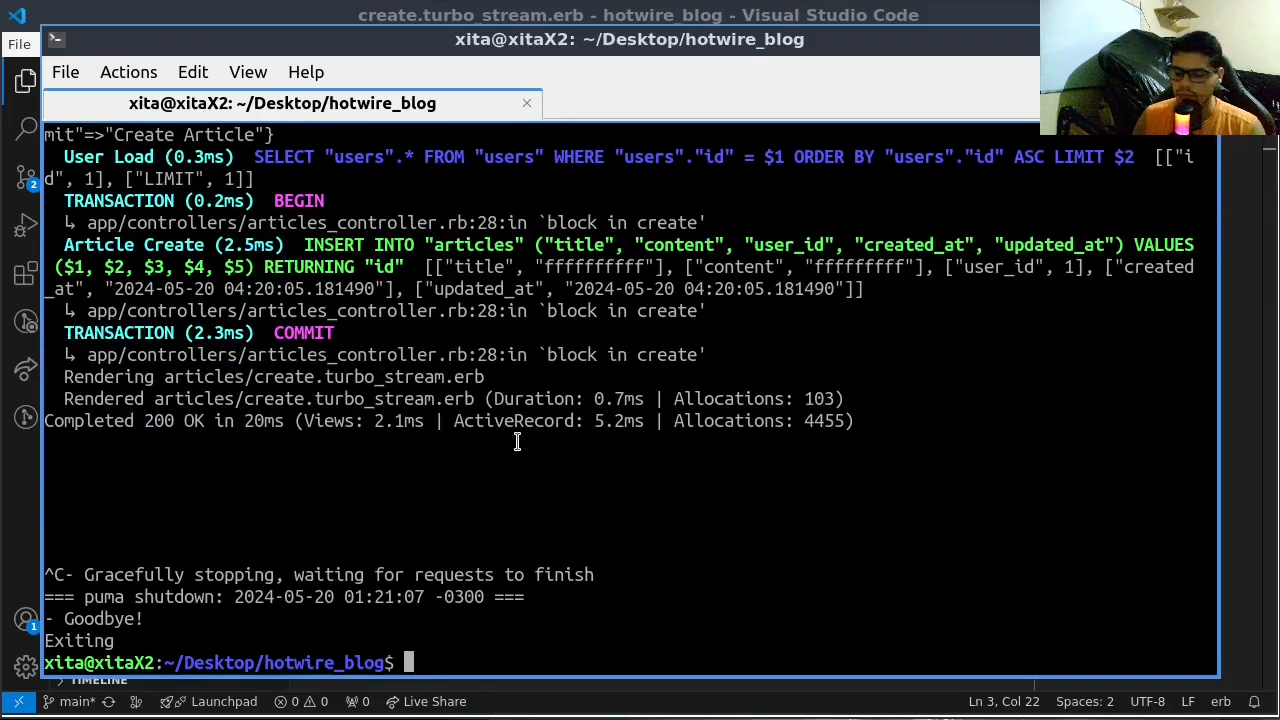 create.turbo_stream.erb - hotwire_blog - Visual Studio Code
File
xita@xitaX2: ~/Desktop/hotwire_blog
File Actions Edit View Help
xita@xitaX2: ~/Desktop/hotwire_blog ×
mit"=>"Create Article"}
User Load (0.3ms) SELECT "users".* FROM "users" WHERE "users"."id" = $1 ORDER BY "users"."id" ASC LIMIT $2 [["i
d", 1], ["LIMIT", 1]]
TRANSACTION (0.2ms) BEGIN
↳ app/controllers/articles_controller.rb:28:in `block in create'
Article Create (2.5ms) INSERT INTO "articles" ("title", "content", "user_id", "created_at", "updated_at") VALUES
($1, $2, $3, $4, $5) RETURNING "id" [["title", "ffffffffff"], ["content", "fffffffff"], ["user_id", 1], ["created
_at", "2024-05-20 04:20:05.181490"], ["updated_at", "2024-05-20 04:20:05.181490"]]
↳ app/controllers/articles_controller.rb:28:in `block in create'
TRANSACTION (2.3ms) COMMIT
↳ app/controllers/articles_controller.rb:28:in `block in create'
Rendering articles/create.turbo_stream.erb
Rendered articles/create.turbo_stream.erb (Duration: 0.7ms | Allocations: 103)
Completed 200 OK in 20ms (Views: 2.1ms | ActiveRecord: 5.2ms | Allocations: 4455)
^C- Gracefully stopping, waiting for requests to finish
=== puma shutdown: 2024-05-20 01:21:07 -0300 ===
- Goodbye!
Exiting
xita@xitaX2:~/Desktop/hotwire_blog$
2
1
TIMELINE
main* Launchpad 0 0 0 Live Share Ln 3, Col 22 Spaces: 2 UTF-8 LF erb